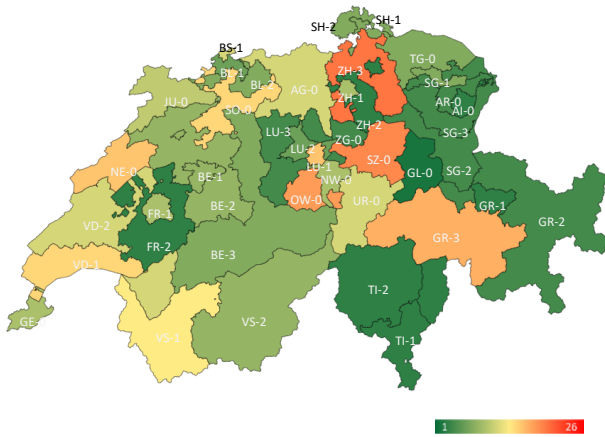 SH-2
SH-1
BS-1
TG-0
BL-1
ZH-3
BL-2
SG-1
AG-0
ZH-1
JU-0
SO-0
AR-0
AI-0
ZH-2
LU-3
SG-3
ZG-0
LU-2
SZ-0
LU-1
NE-0
GL-0
SG-2
BE-1
NW-0
OW-0
UR-0
GR-1
FR-1
BE-2
GR-2
VD-2
GR-3
FR-2
BE-3
VD-1
TI-2
VS-2
VS-1
TI-1
1
26